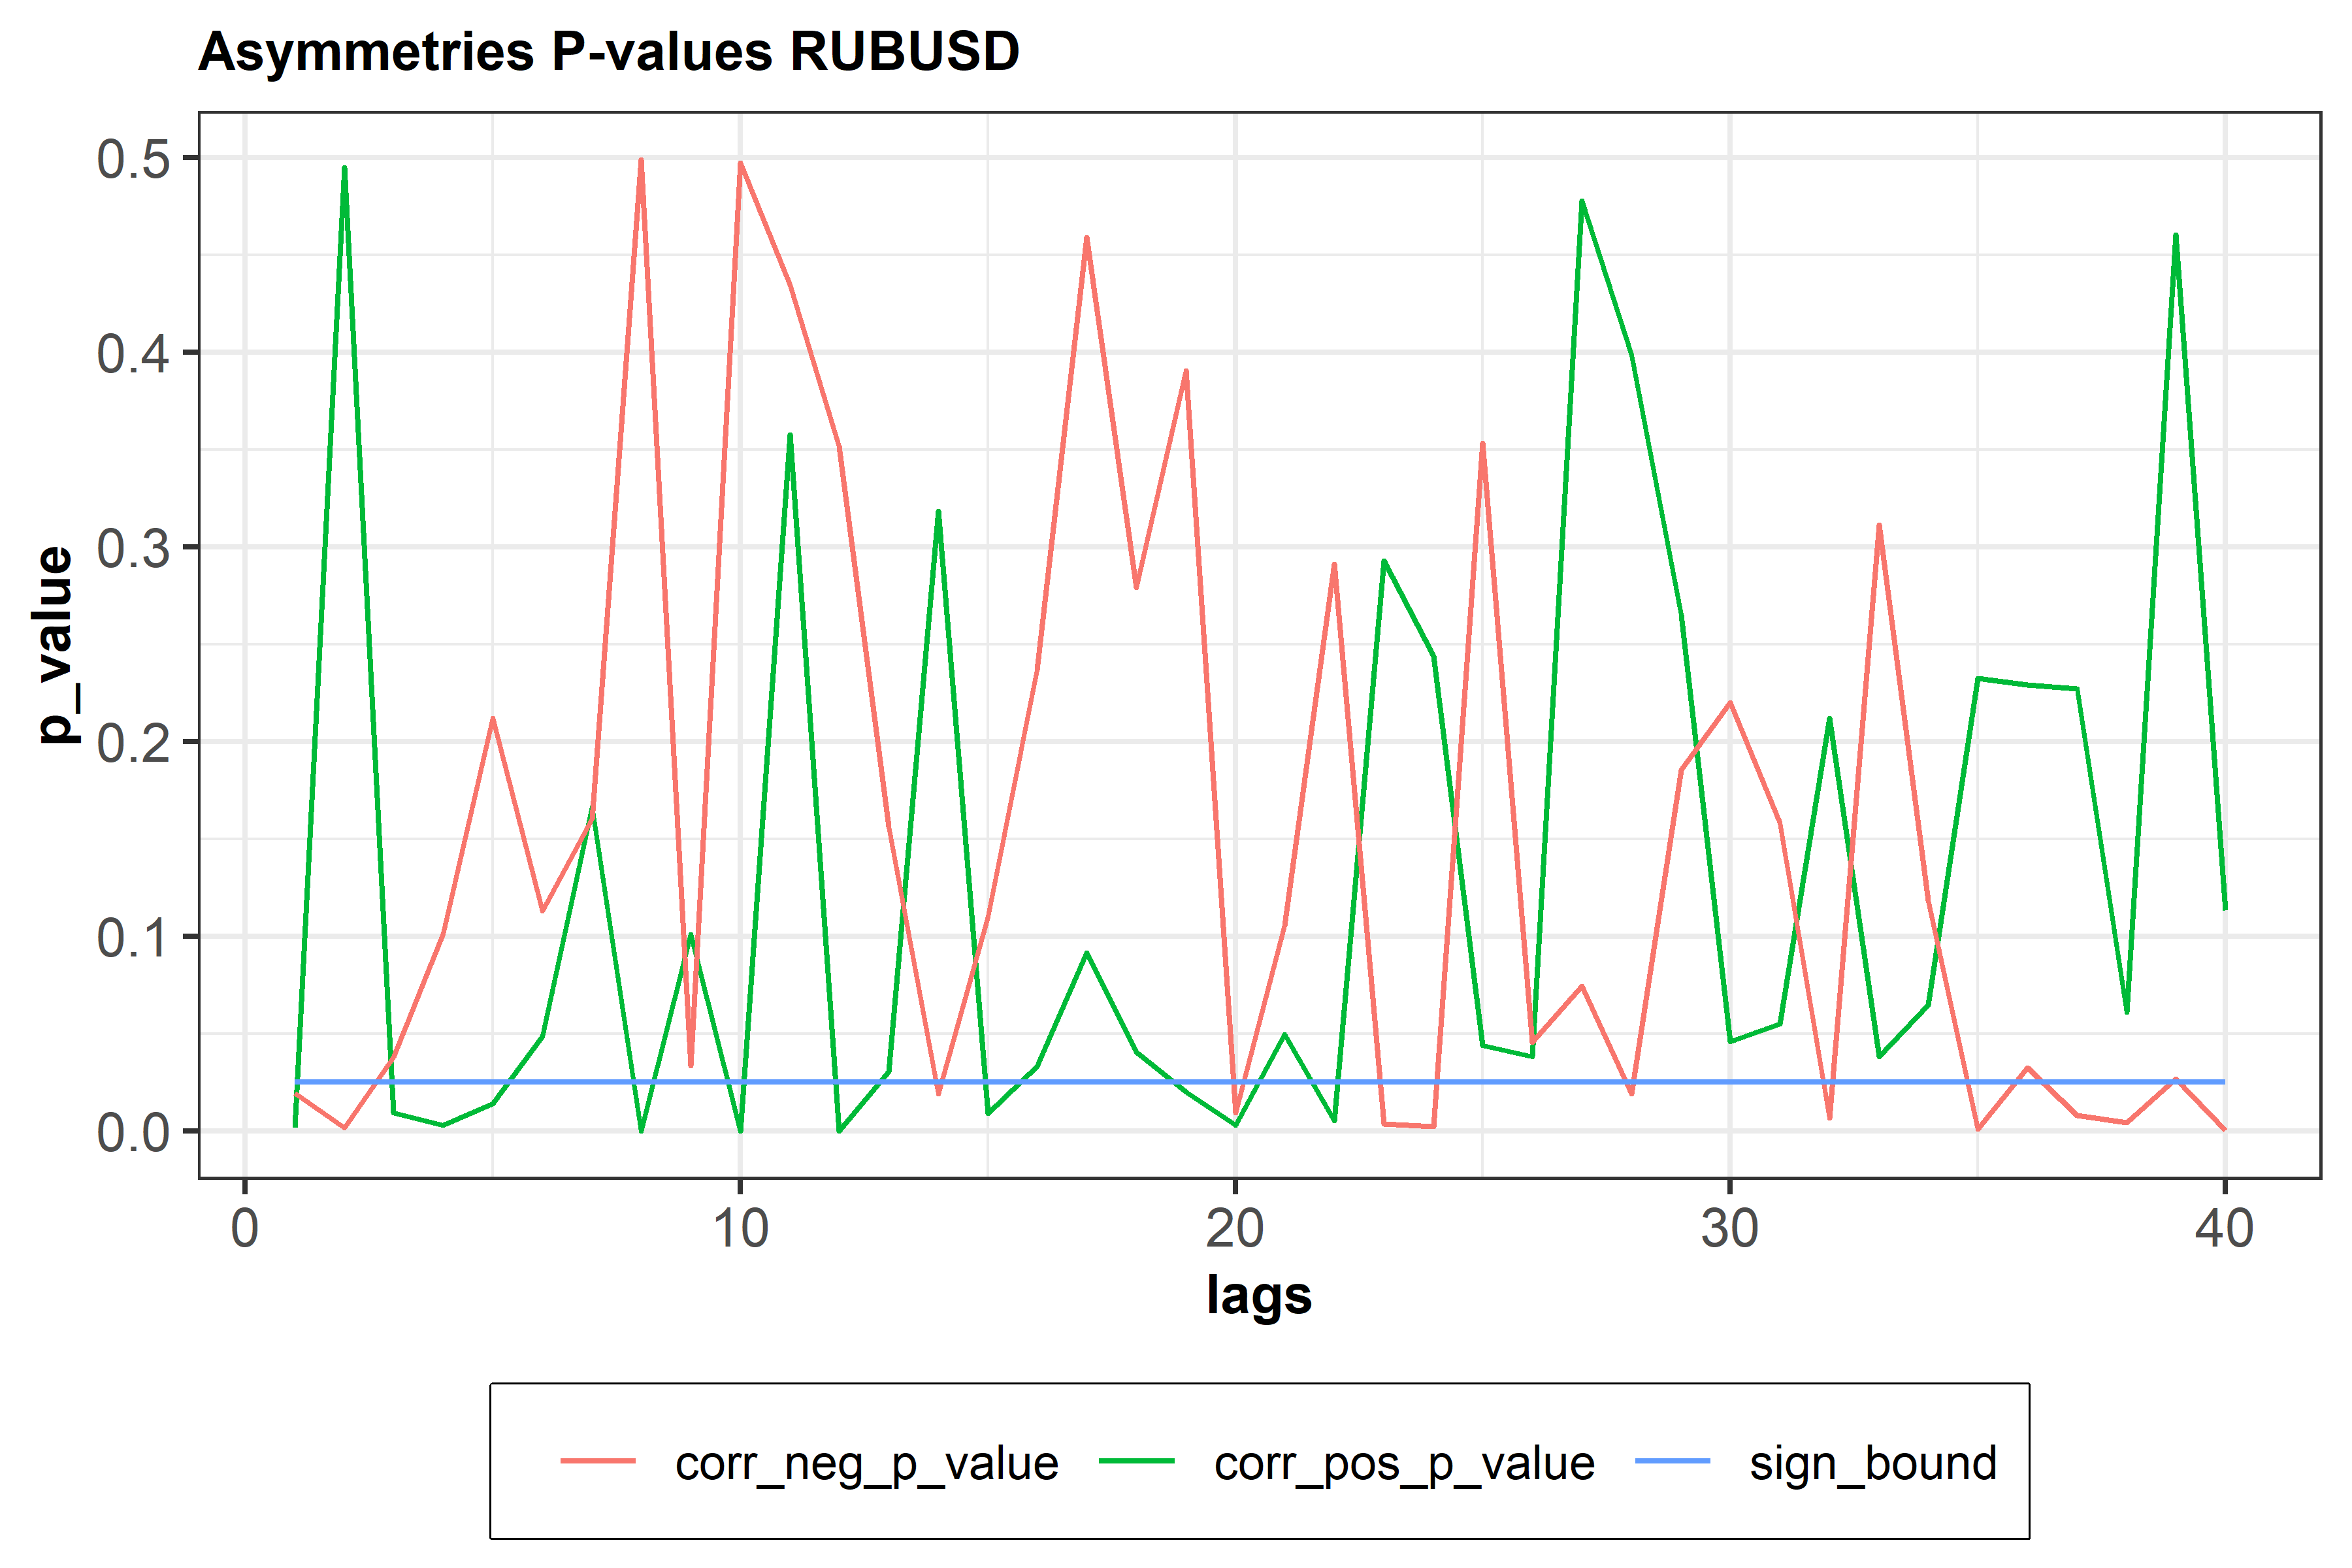 Asymmetries P-values RUBUSD
p_value
0.5
0.4
0.3
0.2
0.1
0.0
0 10 20 30 40
lags
corr_neg_p_value corr_pos_p_value sign_bound